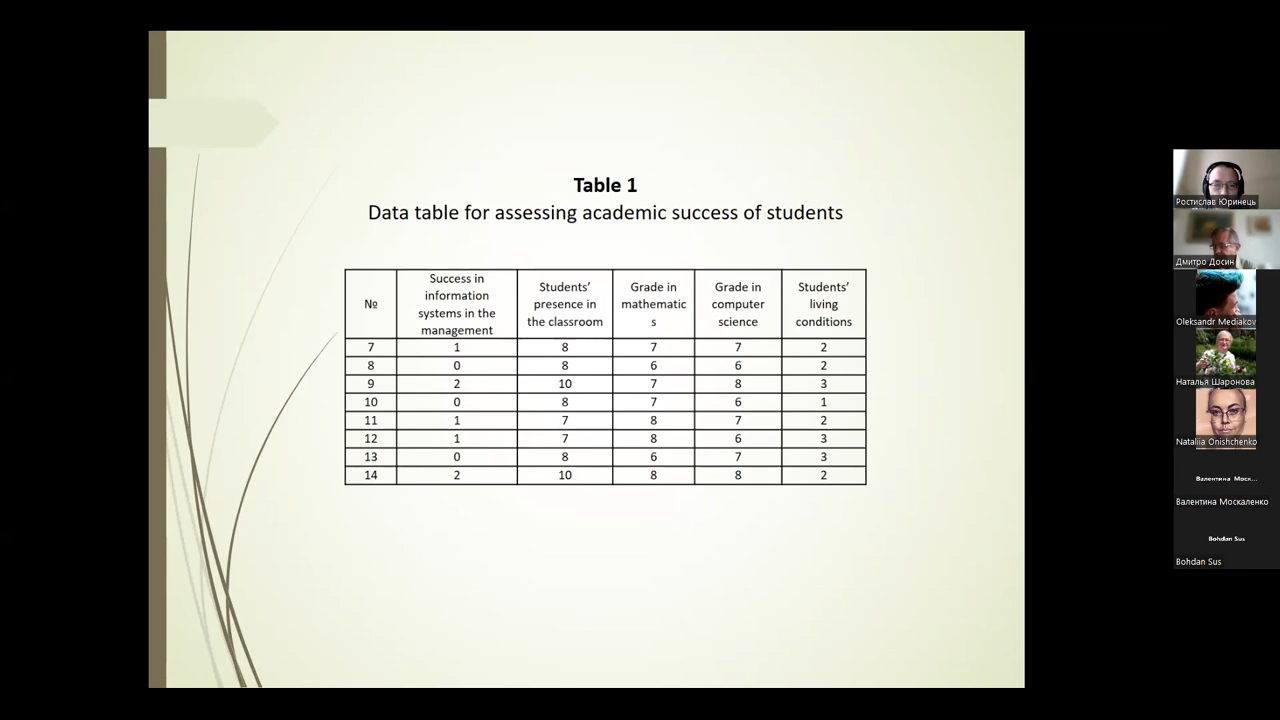 Table 1
Data table for assessing academic success of students
№
Success in
information
systems in the
management
Students’
presence in
the classroom
Grade in
mathematic
s
Grade in
computer
science
Students’
living
conditions
7 1 8 7 7 2
8 0 8 6 6 2
9 2 10 7 8 3
10 0 8 7 6 1
11 1 7 8 7 2
12 1 7 8 6 3
13 0 8 6 7 3
14 2 10 8 8 2
Ростислав Юринець
Дмитро Досин
Oleksandr Mediakov
Наталья Шаронова
Nataliia Onishchenko
Валентина Моск...
Валентина Москаленко
Bohdan Sus
Bohdan Sus